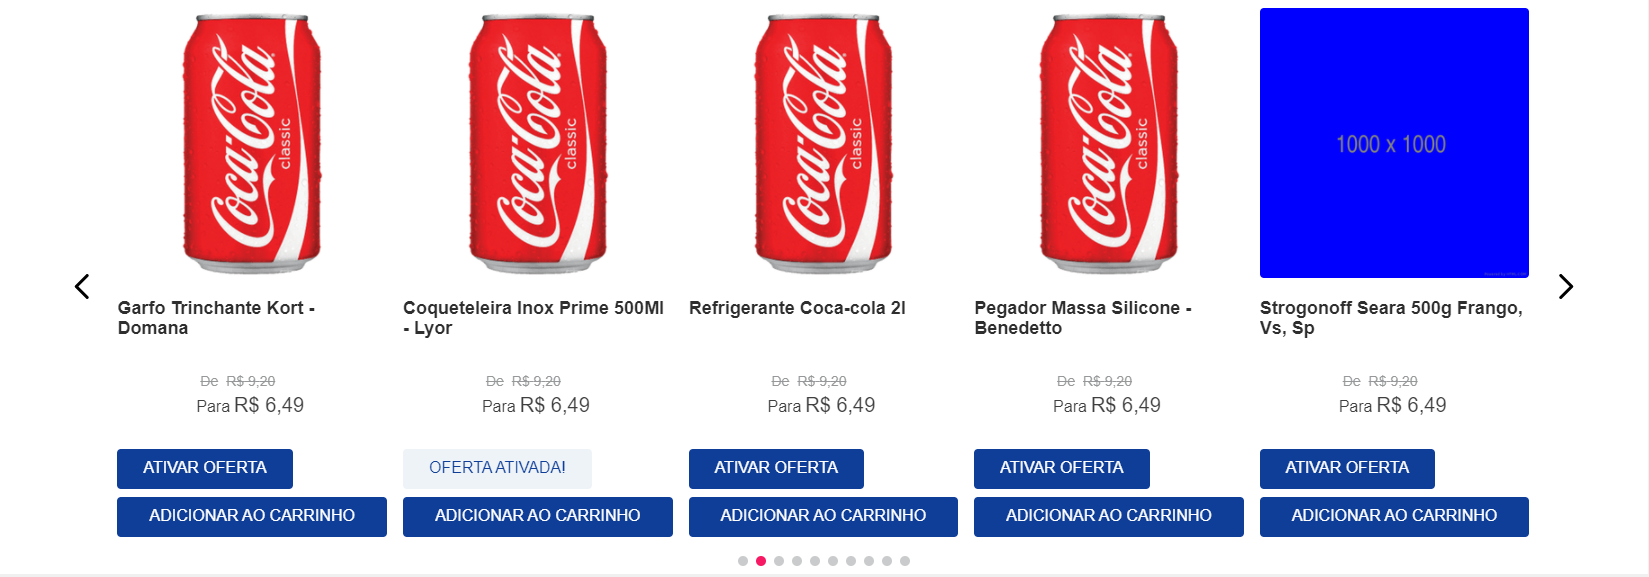 Coca-Cola
classic
Coca-Cola
classic
Coca-Cola
classic
Coca-Cola
classic
1000 x 1000
Garfo Trinchante Kort -
Domana
Coqueteleira Inox Prime 500Ml
- Lyor
Refrigerante Coca-cola 2l
Pegador Massa Silicone -
Benedetto
Strogonoff Seara 500g Frango,
Vs, Sp
De R$ 9,20
Para R$ 6,49
De R$ 9,20
Para R$ 6,49
De R$ 9,20
Para R$ 6,49
De R$ 9,20
Para R$ 6,49
De R$ 9,20
Para R$ 6,49
ATIVAR OFERTA
OFERTA ATIVADA!
ATIVAR OFERTA
ATIVAR OFERTA
ATIVAR OFERTA
ADICIONAR AO CARRINHO
ADICIONAR AO CARRINHO
ADICIONAR AO CARRINHO
ADICIONAR AO CARRINHO
ADICIONAR AO CARRINHO